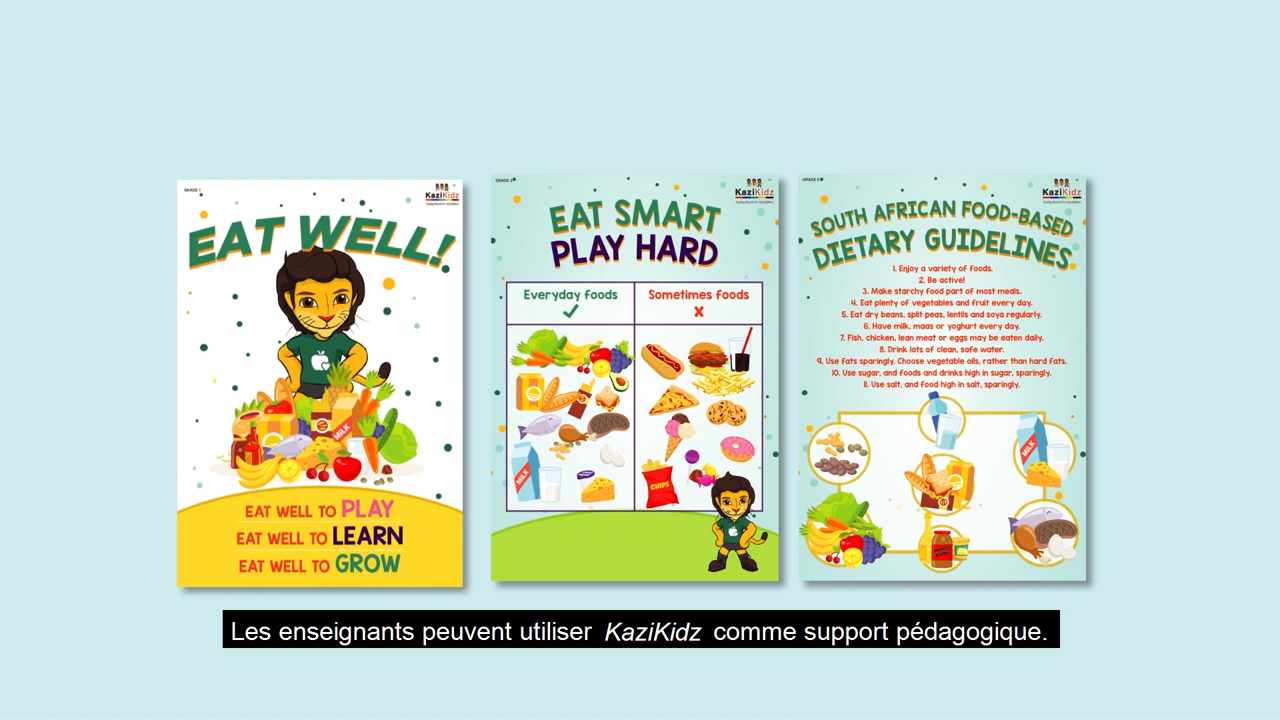 GRADE 1
KaziKidz
EAT WELL!
MILK
EAT WELL TO PLAY
EAT WELL TO LEARN
EAT WELL TO GROW
KaziKidz
EAT SMART
PLAY HARD
Everyday foods
Sometimes foods
MILK
CHIPS
KaziKidz
SOUTH AFRICAN FOOD-BASED
DIETARY GUIDELINES
1. Enjoy a variety of foods.
2. Be active!
3. Make starchy food part of most meals.
4. Eat plenty of vegetables and fruit every day.
5. Eat dry beans, split peas, lentils and soya regularly.
6. Have milk, maas or yoghurt every day.
7. Fish, chicken, lean meat or eggs may be eaten daily.
8. Drink lots of clean, safe water.
9. Use fats sparingly. Choose vegetable oils, rather than hard fats.
10. Use sugar, and foods and drinks high in sugar, sparingly.
11. Use salt, and food high in salt, sparingly.
MILK
Les enseignants peuvent utiliser KaziKidz comme support pédagogique.